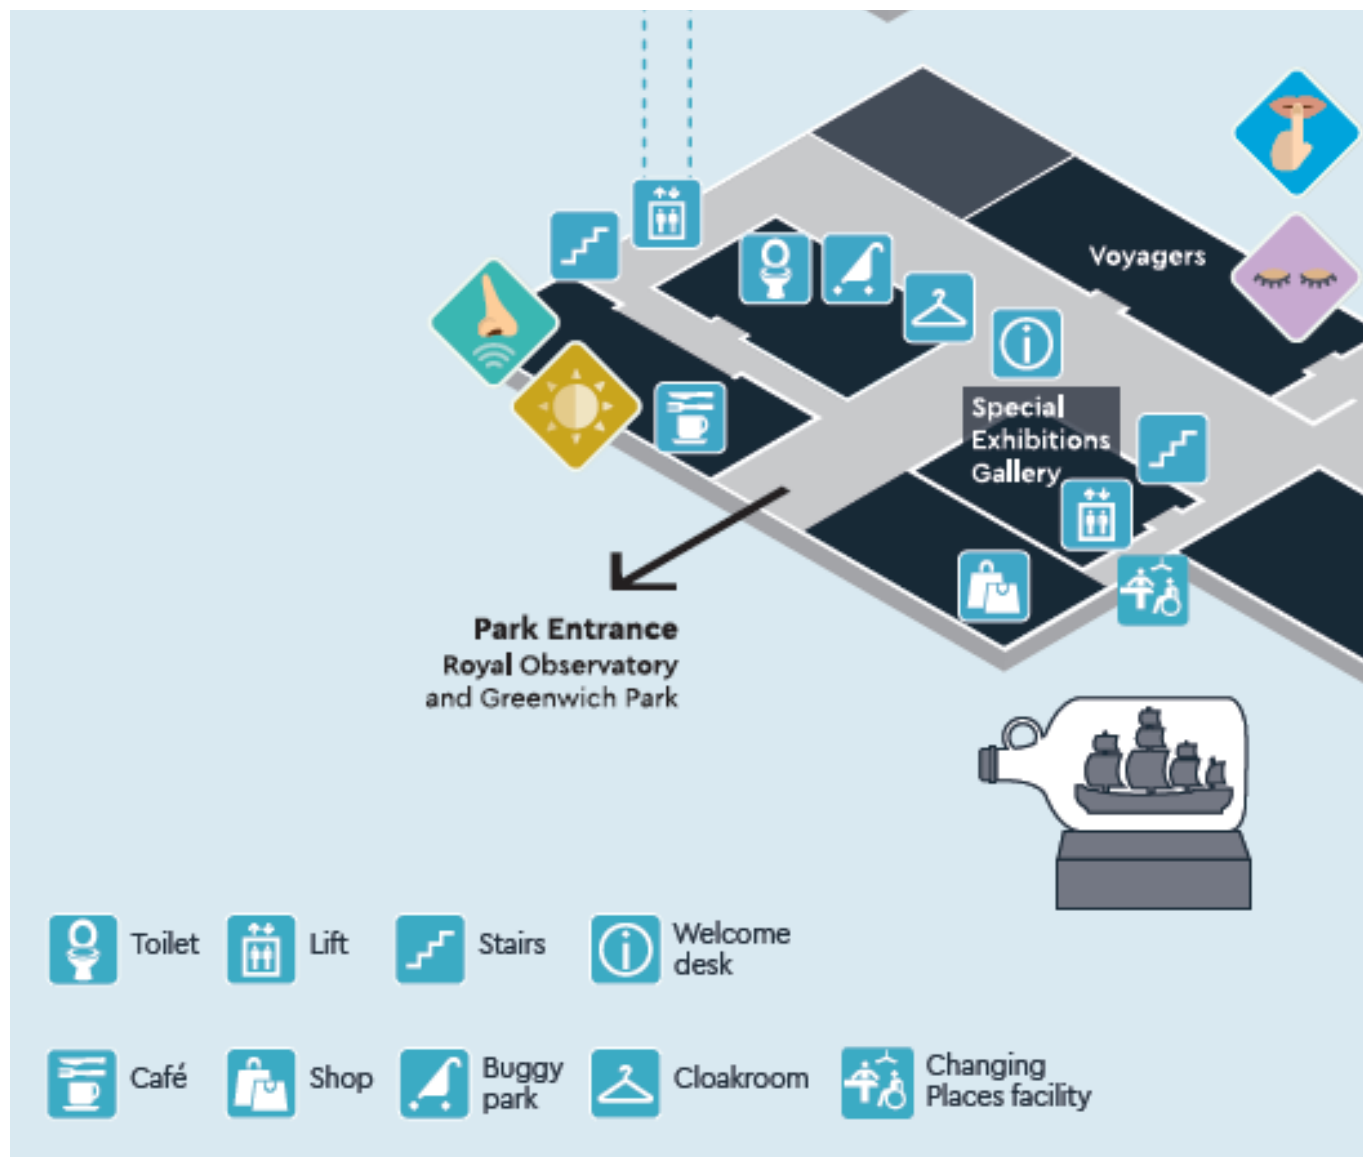 Voyagers
Special
Exhibitions
Gallery
Park Entrance
Royal Observatory
and Greenwich Park
Toilet
Lift
Stairs
Welcome
desk
Café
Shop
Buggy
park
Cloakroom
Changing
Places facility